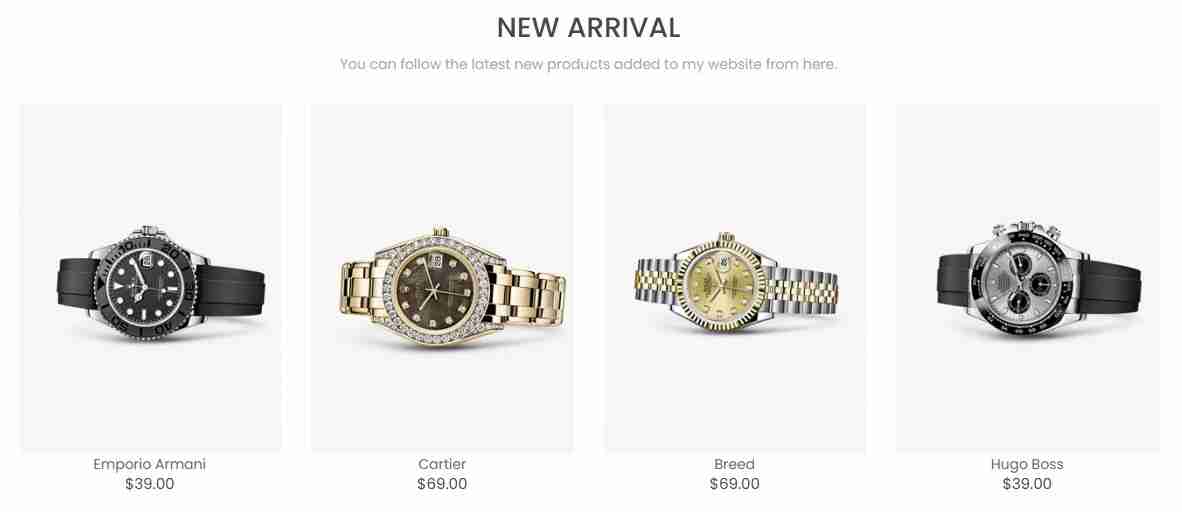 NEW ARRIVAL
You can follow the latest new products added to my website from here.
Emporio Armani
$39.00
Cartier
$69.00
Breed
$69.00
Hugo Boss
$39.00